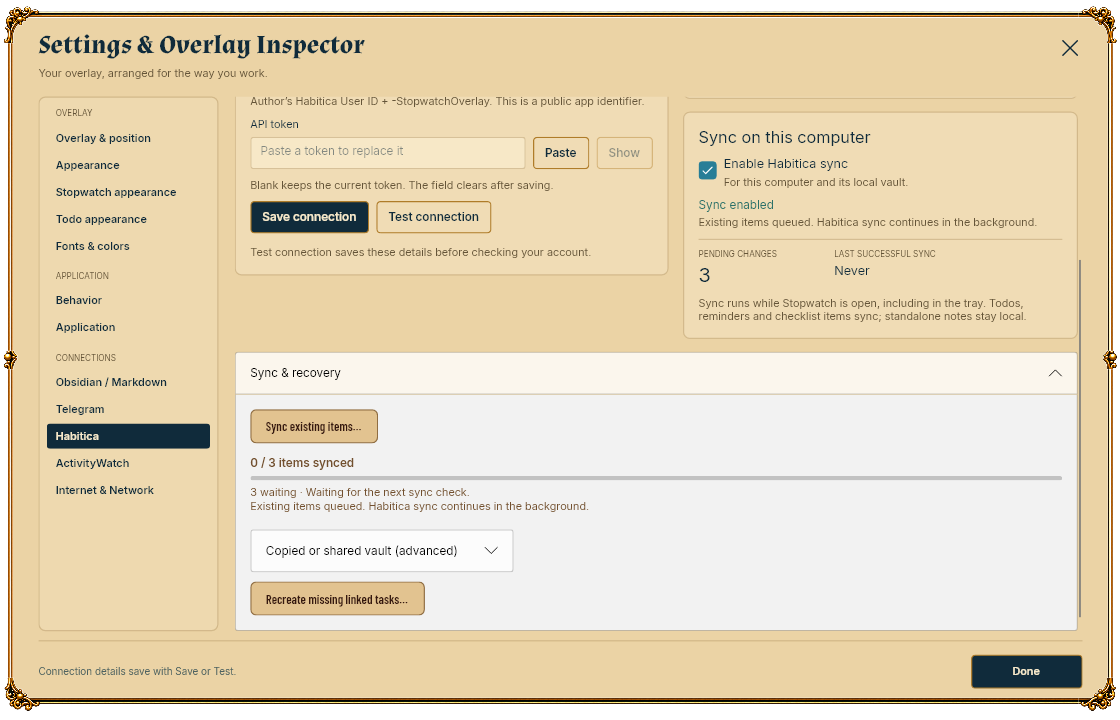 Settings & Overlay Inspector
Your overlay, arranged for the way you work.
OVERLAY
Overlay & position
Appearance
Stopwatch appearance
Todo appearance
Fonts & colors
APPLICATION
Behavior
Application
CONNECTIONS
Obsidian / Markdown
Telegram
Habitica
ActivityWatch
Internet & Network
Author's Habitica User ID + -StopwatchOverlay. This is a public app identifier.
API token
Paste a token to replace it
Paste
Show
Blank keeps the current token. The field clears after saving.
Save connection
Test connection
Test connection saves these details before checking your account.
Sync on this computer
Enable Habitica sync
For this computer and its local vault.
Sync enabled
Existing items queued. Habitica sync continues in the background.
PENDING CHANGES
3
LAST SUCCESSFUL SYNC
Never
Sync runs while Stopwatch is open, including in the tray. Todos,
reminders and checklist items sync; standalone notes stay local.
Sync & recovery
Sync existing items...
0 / 3 items synced
3 waiting · Waiting for the next sync check.
Existing items queued. Habitica sync continues in the background.
Copied or shared vault (advanced)
Recreate missing linked tasks...
Connection details save with Save or Test.
Done